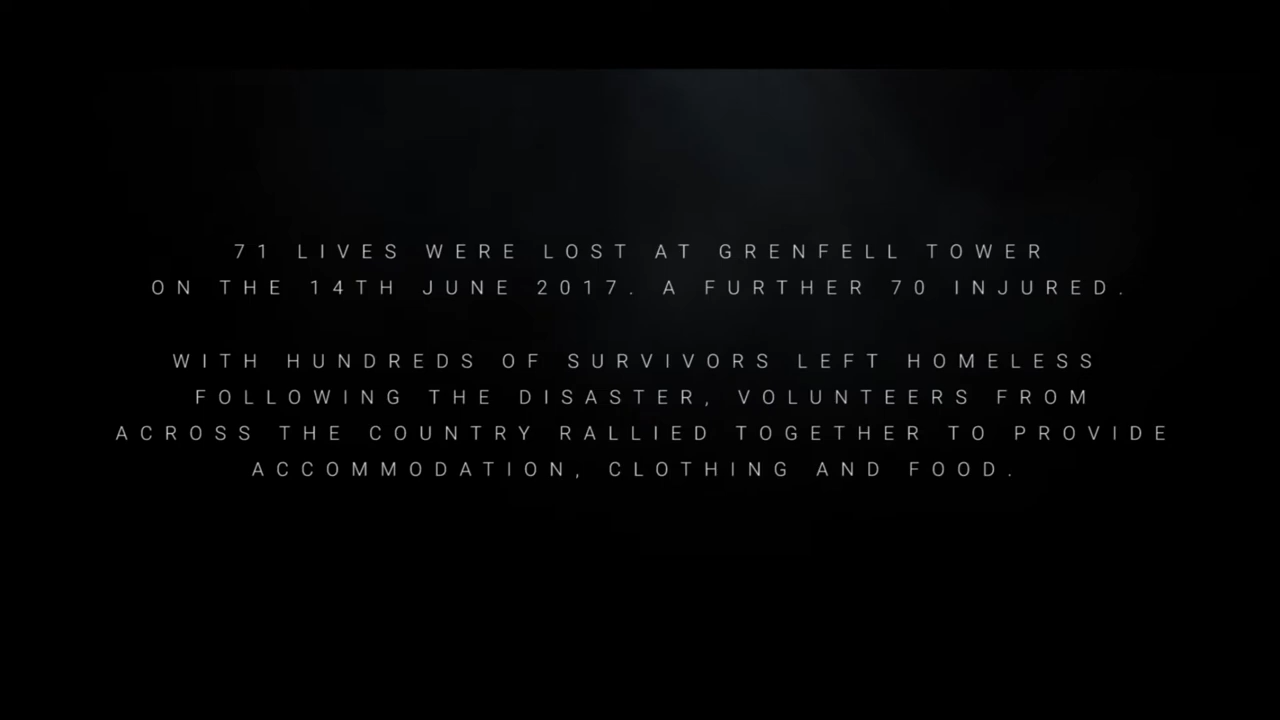 71 LIVES WERE LOST AT GRENFELL TOWER
ON THE 14TH JUNE 2017. A FURTHER 70 INJURED.
WITH HUNDREDS OF SURVIVORS LEFT HOMELESS
FOLLOWING THE DISASTER, VOLUNTEERS FROM
ACROSS THE COUNTRY RALLIED TOGETHER TO PROVIDE
ACCOMMODATION, CLOTHING AND FOOD.